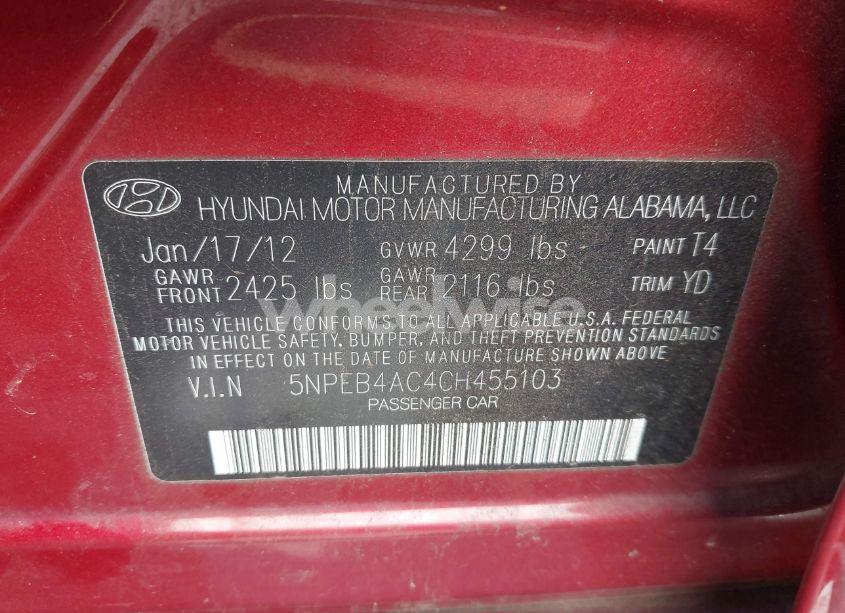 MANUFACTURED BY
HYUNDAI MOTOR MANUFACTURING ALABAMA, LLC
Jan/17/12 GVWR 4299 lbs PAINT T4
GAWR FRONT 2425 lbs GAWR REAR 2116 lbs TRIM YD
wheelwise
THIS VEHICLE CONFORMS TO ALL APPLICABLE U.S.A. FEDERAL
MOTOR VEHICLE SAFETY, BUMPER, AND THEFT PREVENTION STANDARDS
IN EFFECT ON THE DATE OF MANUFACTURE SHOWN ABOVE.
V.I.N 5NPEB4AC4CH455103
PASSENGER CAR